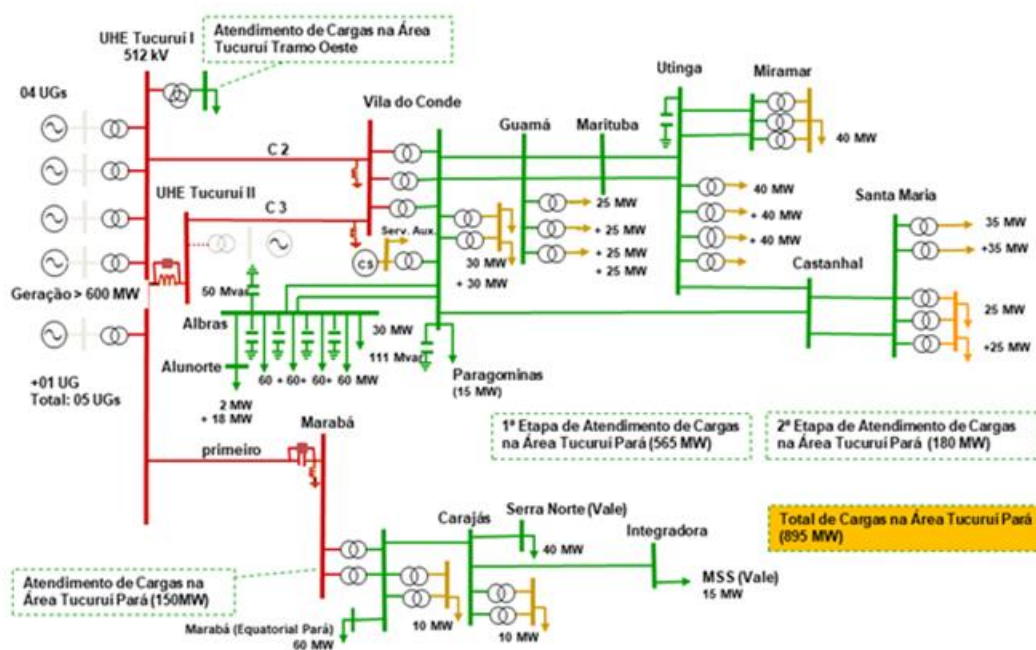 UHE Tucuruí I
512 kV
Atendimento de Cargas na Área
Tucuruí Tramo Oeste
04 UGs
Vila do Conde
Guamá
Marituba
Utinga
Miramar
40 MW
C 2
UHE Tucuruí II
C 3
Serv. Aux.
CS
30 MW
+ 30 MW
25 MW
+ 25 MW
+ 25 MW
+ 25 MW
40 MW
+ 40 MW
+ 40 MW
+ 40 MW
Santa Maria
35 MW
+35 MW
25 MW
+25 MW
Castanhal
Geração > 600 MW
50 Mvar
Albras
30 MW
111 Mvar
Alunorte
60 + 60+ 60+ 60 MW
2 MW
+ 18 MW
Paragominas
(15 MW)
+01 UG
Total: 05 UGs
Marabá
primeiro
1ª Etapa de Atendimento de Cargas
na Área Tucuruí Pará (565 MW)
2ª Etapa de Atendimento de Cargas
na Área Tucuruí Pará (180 MW)
Total de Cargas na Área Tucuruí Pará
(895 MW)
Carajás
Serra Norte (Vale)
40 MW
Integradora
MSS (Vale)
15 MW
Atendimento de Cargas na
Área Tucuruí Pará (150MW)
Marabá (Equatorial Pará)
60 MW
10 MW
10 MW